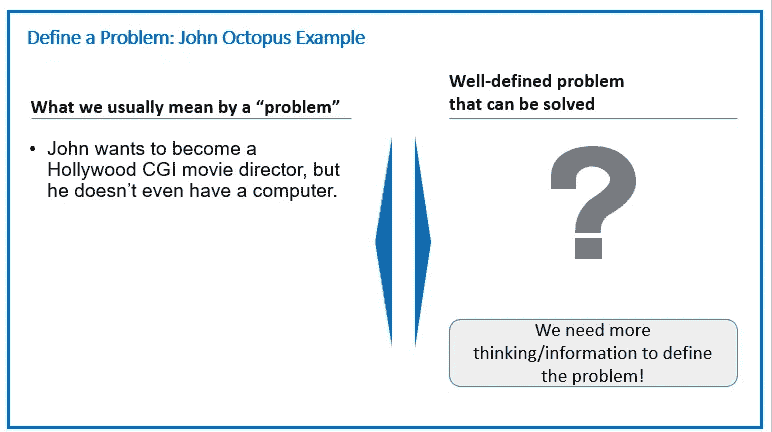 Define a Problem: John Octopus Example
What we usually mean by a “problem”
• John wants to become a
Hollywood CGI movie director, but
he doesn’t even have a computer.
Well-defined problem
that can be solved
?
We need more
thinking/information to define
the problem!